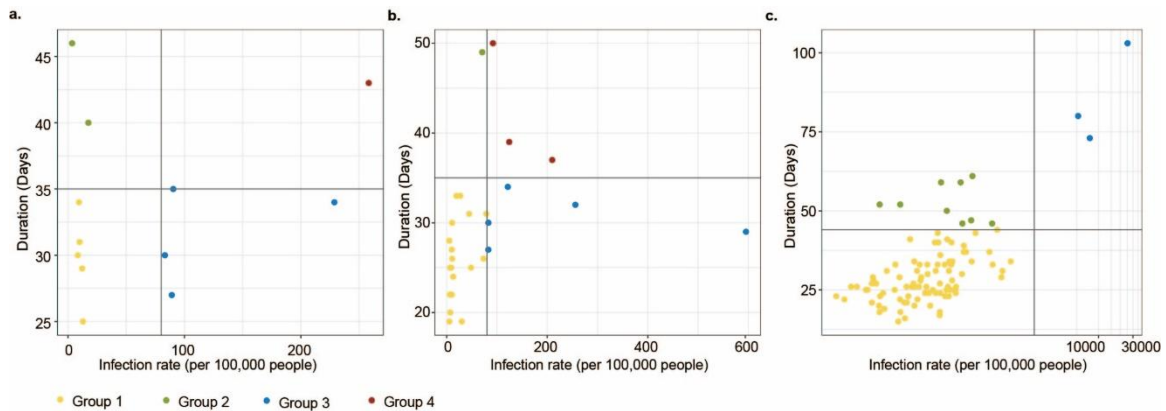 a.
45
40
35
30
25
Duration (Days)
0 100 200
Infection rate (per 100,000 people)
b.
50
40
30
20
Duration (Days)
0 200 400 600
Infection rate (per 100,000 people)
c.
100
75
50
25
Duration (Days)
10000 30000
Infection rate (per 100,000 people)
Group 1 Group 2 Group 3 Group 4